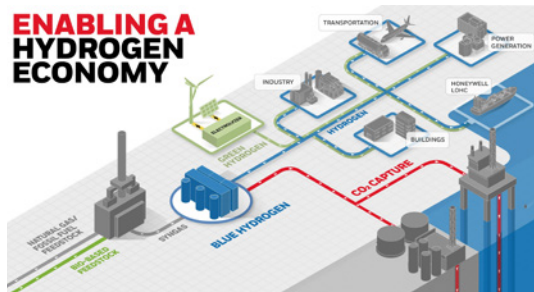 ENABLING A
HYDROGEN
ECONOMY
TRANSPORTATION
POWER
GENERATION
INDUSTRY
HONEYWELL
LOHC
ELECTROLYZER
HYDROGEN
GREEN HYDROGEN
BUILDINGS
CO₂ CAPTURE
BLUE HYDROGEN
SYNGAS
NATURAL GAS/
FOSSIL FUEL
FEEDSTOCK
BIO-BASED
FEEDSTOCK